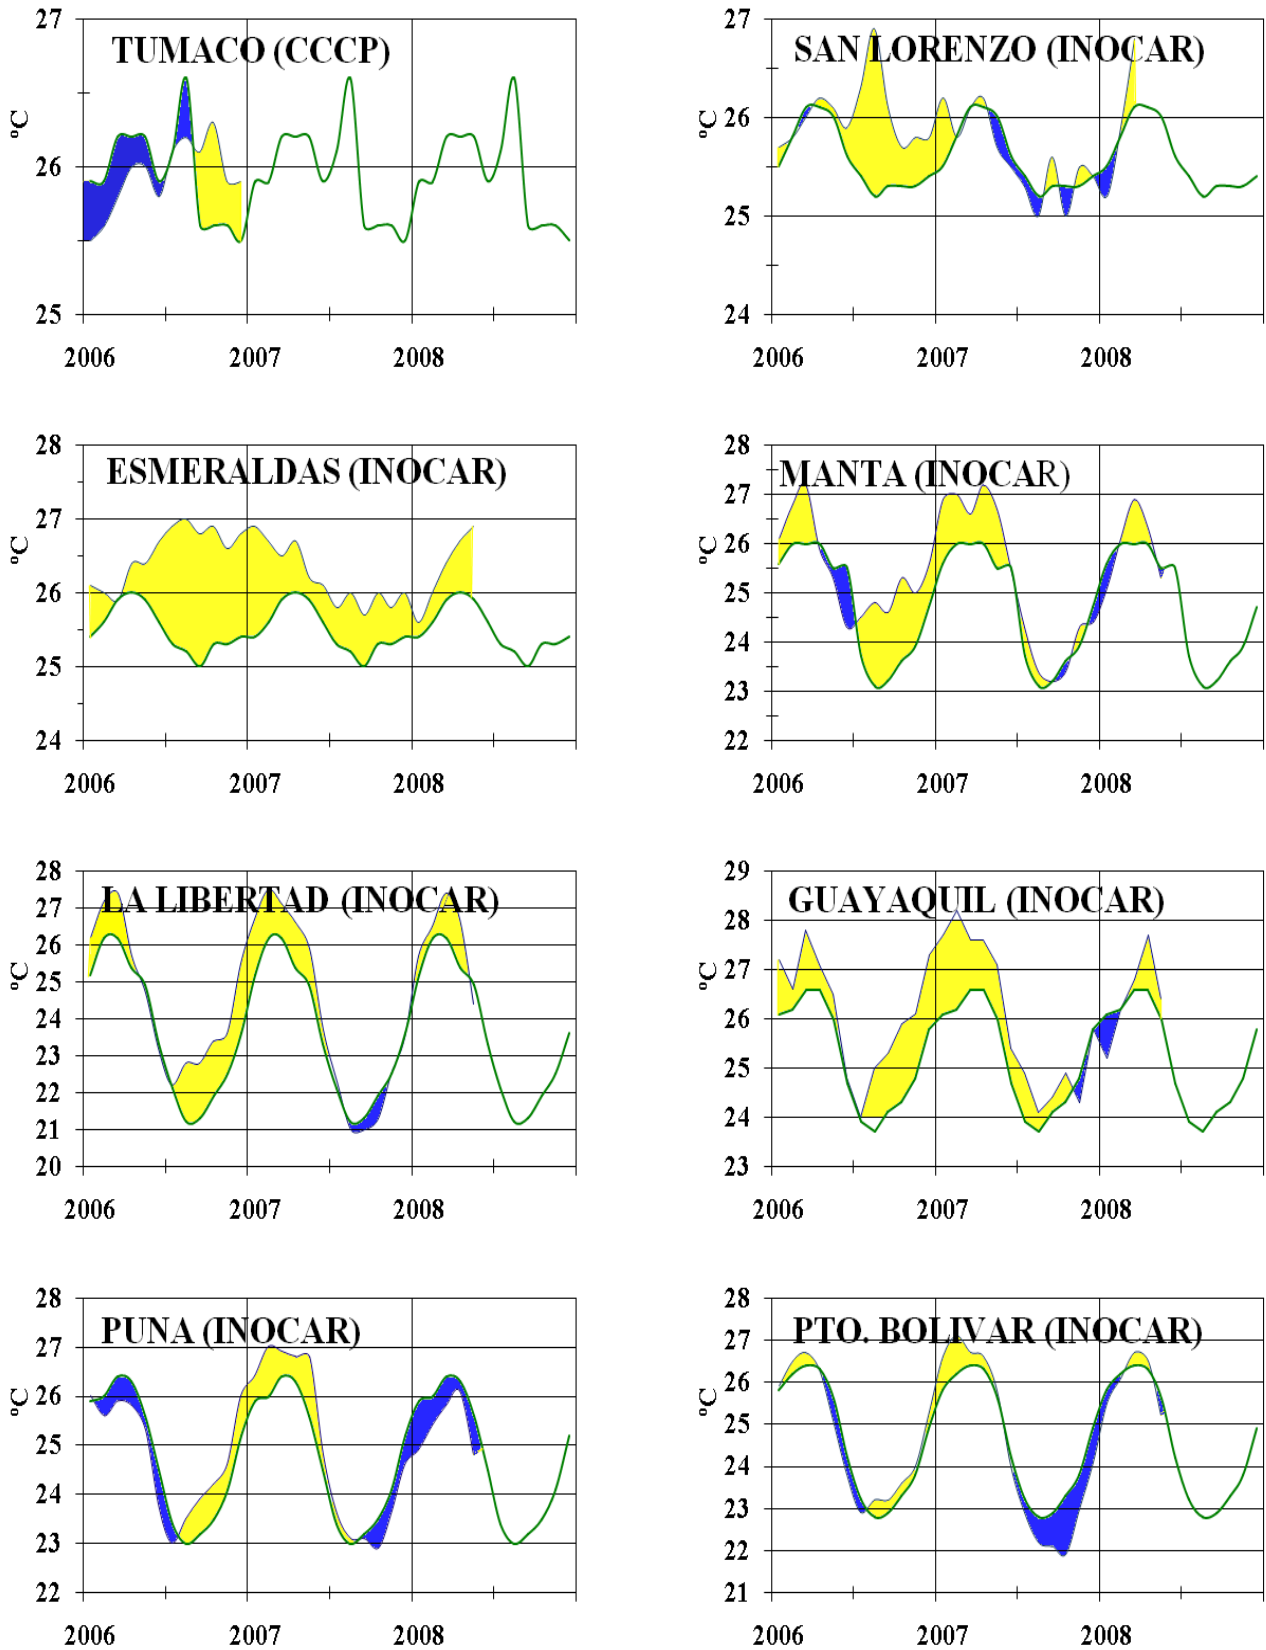 TUMACO (CCCP)
27
26
25
ºC
2006 2007 2008
SAN LORENZO (INOCAR)
27
26
25
24
ºC
2006 2007 2008
ESMERALDAS (INOCAR)
28
27
26
25
24
ºC
2006 2007 2008
MANTA (INOCAR)
28
27
26
25
24
23
22
ºC
2006 2007 2008
LA LIBERTAD (INOCAR)
28
27
26
25
24
23
22
21
20
ºC
2006 2007 2008
GUAYAQUIL (INOCAR)
29
28
27
26
25
24
23
ºC
2006 2007 2008
PUNA (INOCAR)
28
27
26
25
24
23
22
ºC
2006 2007 2008
PTO. BOLIVAR (INOCAR)
28
27
26
25
24
23
22
21
ºC
2006 2007 2008